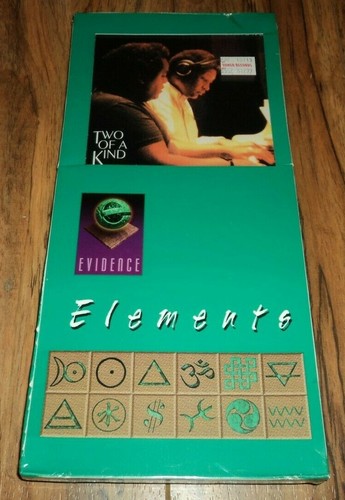 TWO
OF A
KIND
EVIDENCE
Elements